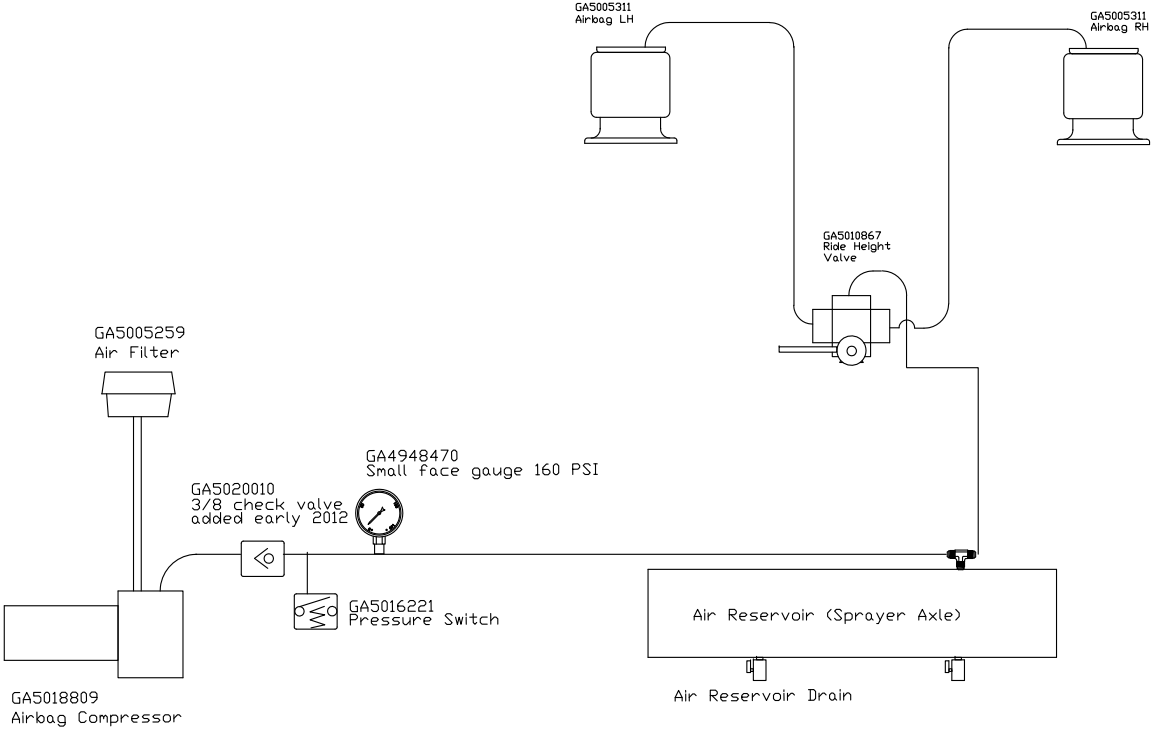 GA5005311
Airbag LH
GA5005311
Airbag RH
GA5010867
Ride Height
Valve
GA5005259
Air Filter
GA4948470
Small face gauge 160 PSI
GA5020010
3/8 check valve
added early 2012
GA5016221
Pressure Switch
Air Reservoir (Sprayer Axle)
Air Reservoir Drain
GA5018809
Airbag Compressor